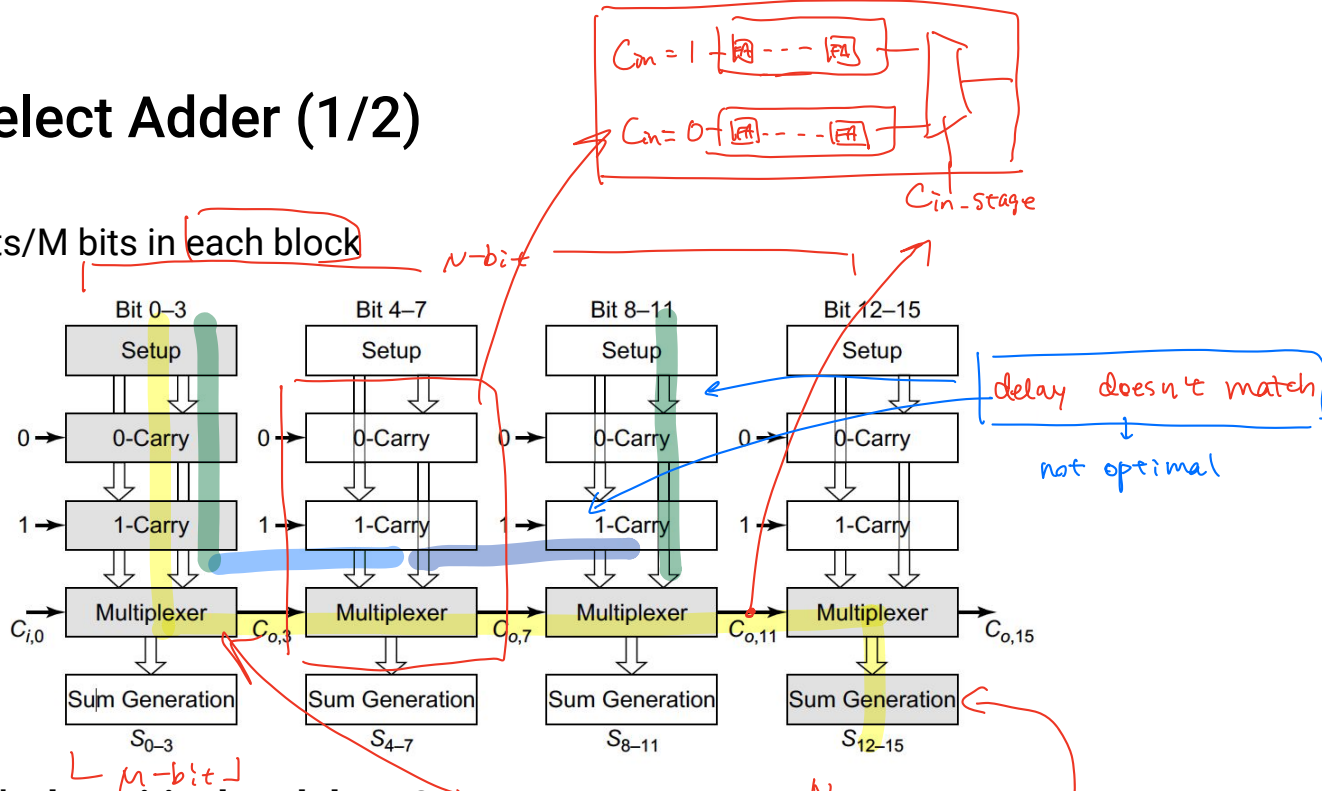 Cin = 1 FA - - - FA
elect Adder (1/2)
Cin = 0 FA - - - - FA
Cin_stage
ts/M bits in each block
N-bit
Bit 0–3 Bit 4–7 Bit 8–11 Bit 12–15
Setup Setup Setup Setup
delay doesn't match
0 0-Carry 0 0-Carry 0 0-Carry 0 0-Carry
not optimal
1 1-Carry 1 1-Carry 1 1-Carry 1 1-Carry
Multiplexer Multiplexer Multiplexer Multiplexer
Ci,0 Co,3 Co,7 Co,11 Co,15
Sum Generation Sum Generation Sum Generation Sum Generation
S0–3 S4–7 S8–11 S12–15
M-bit
N